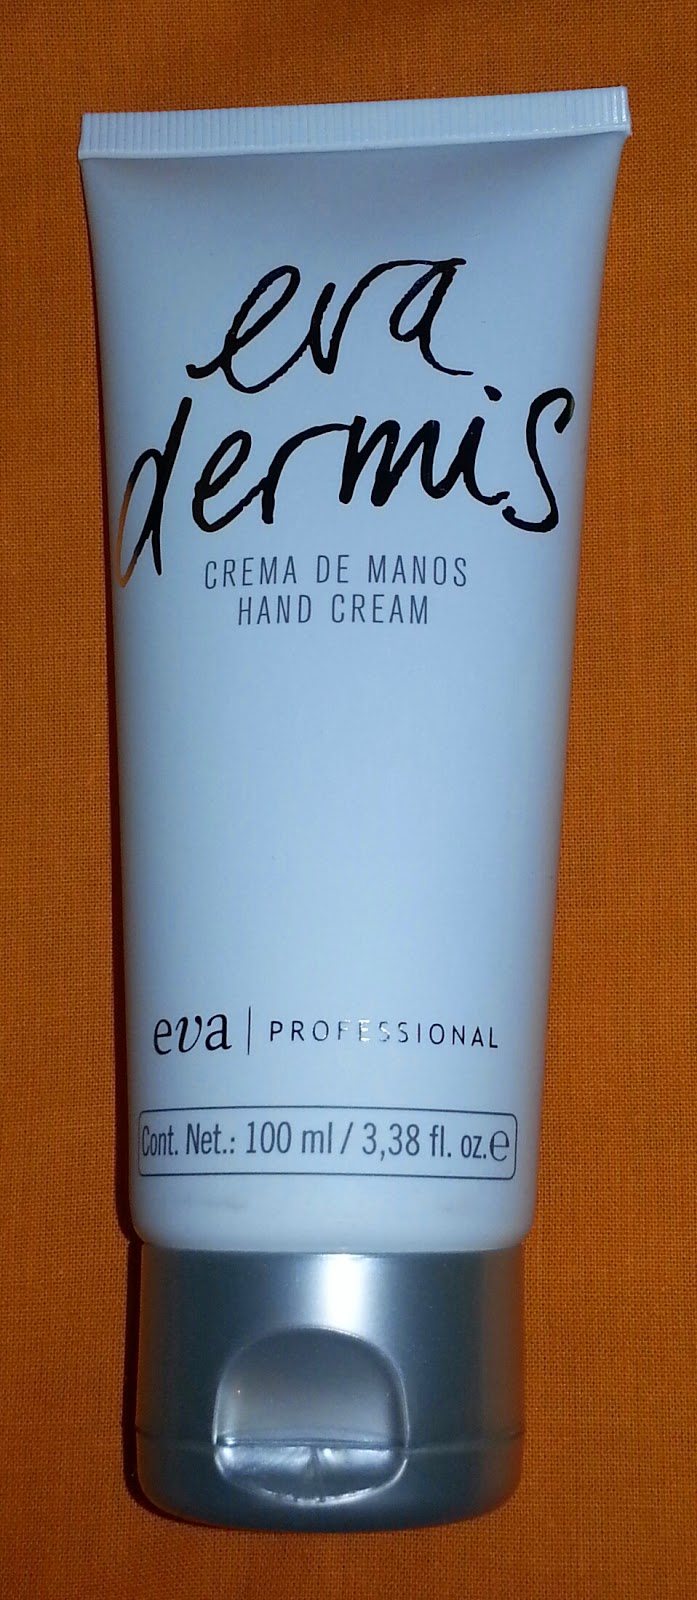 eva
dermis
CREMA DE MANOS
HAND CREAM
eva | PROFESSIONAL
Cont. Net.: 100 ml / 3,38 fl. oz. ℮